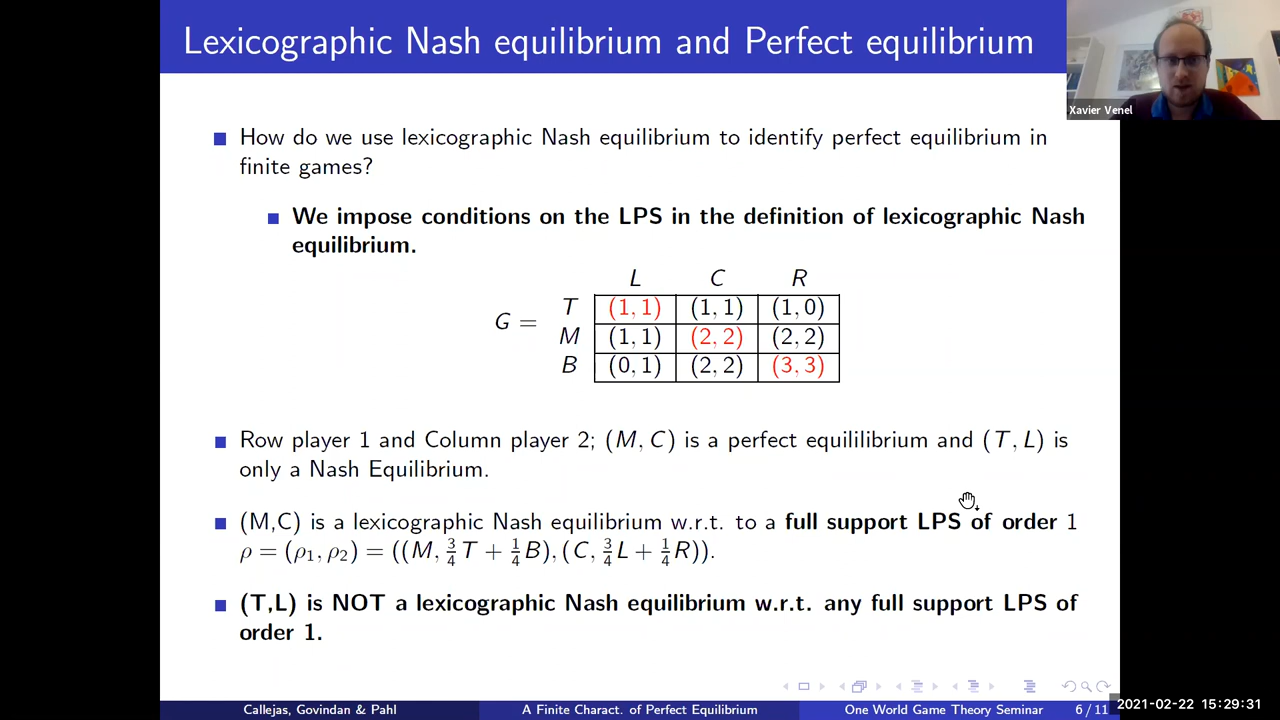 Lexicographic Nash equilibrium and Perfect equilibrium
Xavier Venel
■ How do we use lexicographic Nash equilibrium to identify perfect equilibrium in
finite games?
■ We impose conditions on the LPS in the definition of lexicographic Nash
equilibrium.
L C R
G =
T (1, 1) (1, 1) (1, 0)
M (1, 1) (2, 2) (2, 2)
B (0, 1) (2, 2) (3, 3)
■ Row player 1 and Column player 2; (M, C) is a perfect equililibrium and (T, L) is
only a Nash Equilibrium.
■ (M,C) is a lexicographic Nash equilibrium w.r.t. to a full support LPS of order 1
ρ = (ρ₁, ρ₂) = ((M, 3/4 T + 1/4 B), (C, 3/4 L + 1/4 R)).
■ (T,L) is NOT a lexicographic Nash equilibrium w.r.t. any full support LPS of
order 1.
Callejas, Govindan & Pahl A Finite Charact. of Perfect Equilibrium One World Game Theory Seminar 6 / 11
2021-02-22 15:29:31